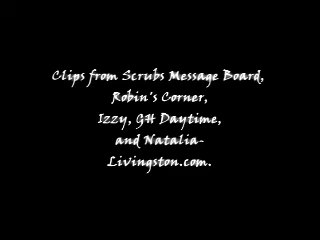 Clips from Scrubs Message Board,
Robin's Corner,
Izzy, GH Daytime,
and Natalia-
Livingston.com.